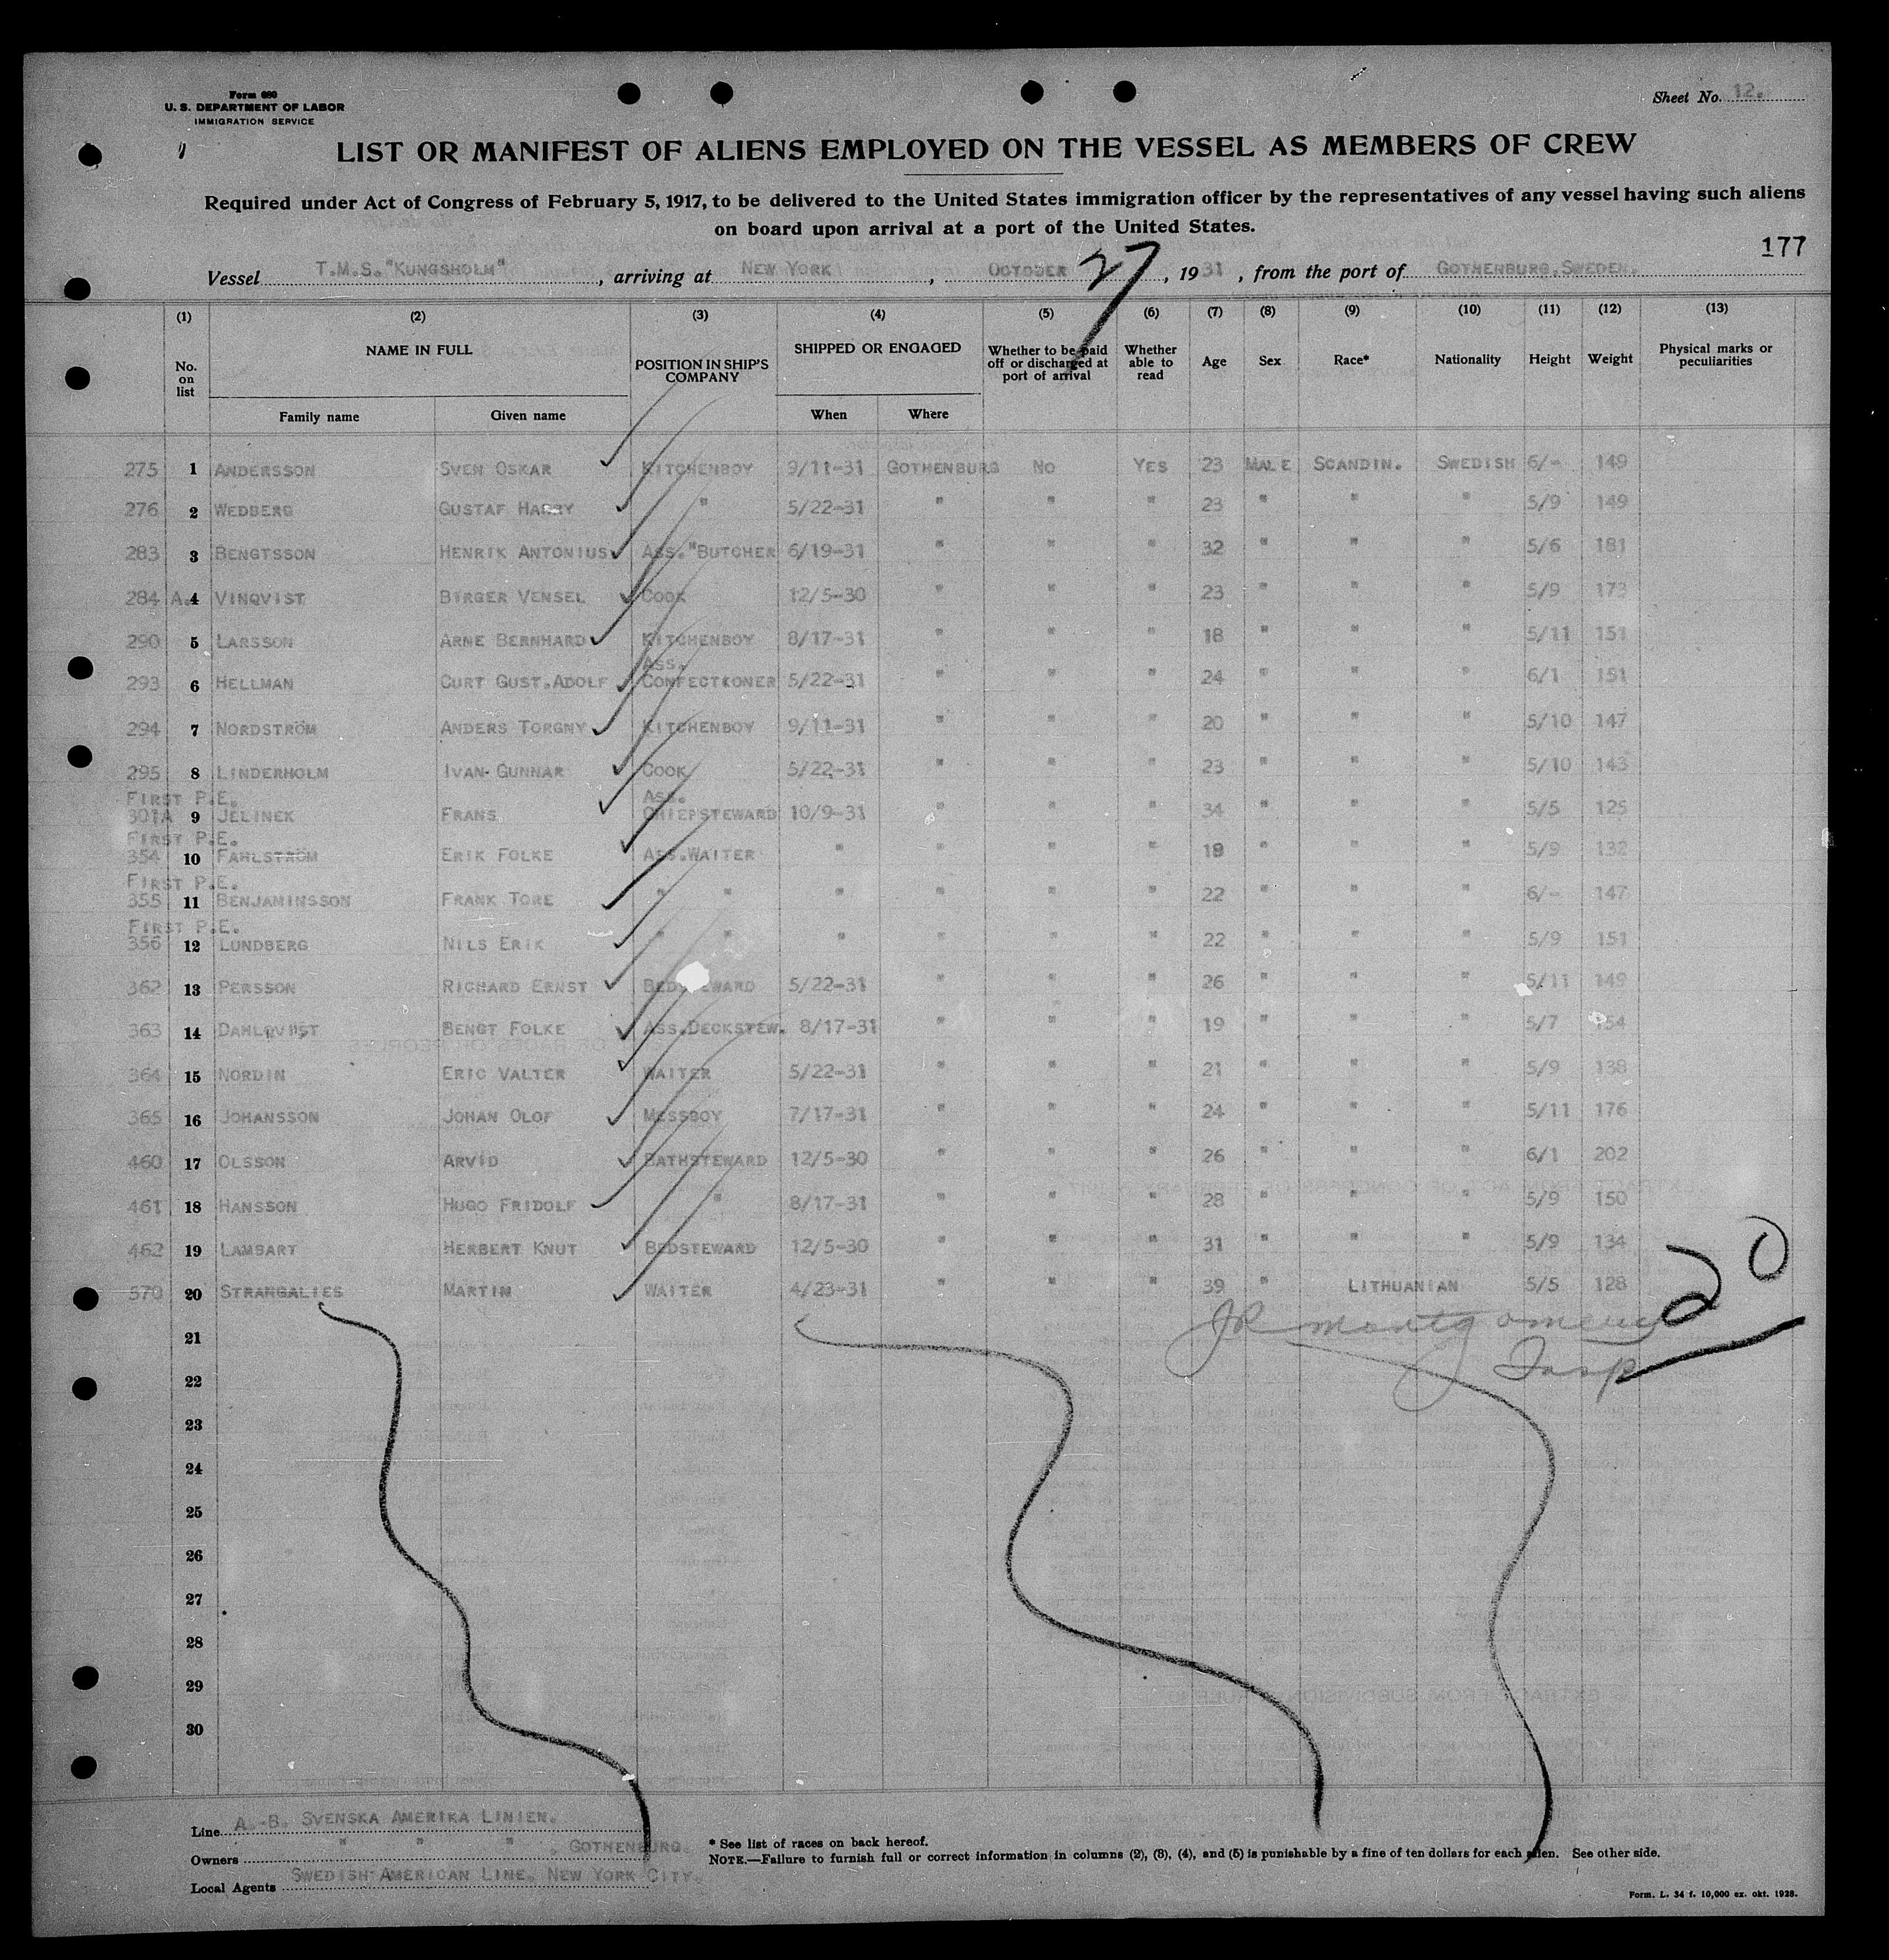 Form 680
U. S. DEPARTMENT OF LABOR
IMMIGRATION SERVICE
Sheet No. 12.
LIST OR MANIFEST OF ALIENS EMPLOYED ON THE VESSEL AS MEMBERS OF CREW
Required under Act of Congress of February 5, 1917, to be delivered to the United States immigration officer by the representatives of any vessel having such aliens
on board upon arrival at a port of the United States.
177
Vessel T.M.S. "KUNGSHOLM", arriving at NEW YORK, OCTOBER 27, 1931, from the port of GOTHENBURG, SWEDEN.
(1) (2) (3) (4) (5) (6) (7) (8) (9) (10) (11) (12) (13)
No. on list NAME IN FULL POSITION IN SHIP'S COMPANY SHIPPED OR ENGAGED Whether to be paid off or discharged at port of arrival Whether able to read Age Sex Race* Nationality Height Weight Physical marks or peculiarities
Family name Given name When Where
275 1 ANDERSSON SVEN OSKAR KITCHENBOY 9/11-31 GOTHENBURG NO YES 23 MALE SCANDIN. SWEDISH 6/- 149
276 2 WEDBERG GUSTAF HARRY " 5/22-31 " " " 23 " " " 5/9 149
283 3 BENGTSSON HENRIK ANTONIUS ASS. "BUTCHER 6/19-31 " " " 32 " " " 5/6 181
284 A. 4 VINQVIST BIRGER VENSEL COOK 12/5-30 " " " 23 " " " 5/9 173
290 5 LARSSON ARNE BERNHARD KITCHENBOY 8/17-31 " " " 18 " " " 5/11 151
ASS.
293 6 HELLMAN CURT GUST.ADOLF CONFECTKONER 5/22-31 " " " 24 " " " 6/1 151
294 7 NORDSTRÖM ANDERS TORGNY KITCHENBOY 9/11-31 " " " 20 " " " 5/10 147
295 8 LINDERHOLM IVAN GUNNAR COOK 5/22-31 " " " 23 " " " 5/10 143
FIRST P.E. ASS.
301A 9 JELINEK FRANS CHIEFSTEWARD 10/9-31 " " " 34 " " " 5/5 125
FIRST P.E.
354 10 FAHLSTRÖM ERIK FOLKE ASS.WAITER " " " " 19 " " " 5/9 132
FIRST P.E.
355 11 BENJAMINSSON FRANK TORE " " " " " " 22 " " " 6/- 147
FIRST P.E.
356 12 LUNDBERG NILS ERIK " " " " " " 22 " " " 5/9 151
362 13 PERSSON RICHARD ERNST BEDSTEWARD 5/22-31 " " " 26 " " " 5/11 149
363 14 DAHLQVIST BENGT FOLKE ASS.DECKSTEW. 8/17-31 " " " 19 " " " 5/7 154
364 15 NORDIN ERIC VALTER WAITER 5/22-31 " " " 21 " " " 5/9 138
365 16 JOHANSSON JOHAN OLOF MESSBOY 7/17-31 " " " 24 " " " 5/11 176
460 17 OLSSON ARVID BATHSTEWARD 12/5-30 " " " 26 " " " 6/1 202
461 18 HANSSON HUGO FRIDOLF " 8/17-31 " " " 28 " " " 5/9 150
462 19 LAMBART HERBERT KNUT BEDSTEWARD 12/5-30 " " " 31 " " " 5/9 134
570 20 STRANGALIES MARTIN WAITER 4/23-31 " " " 39 " LITHUANIAN 5/5 128
20
21 JR Montgomery
22 Insp
23
24
25
26
27
28
29
30
Line A.-B. SVENSKA AMERIKA LINIEN.
Owners " " " , GOTHENBURG.
Local Agents SWEDISH AMERICAN LINE, NEW YORK CITY.
* See list of races on back hereof.
NOTE.—Failure to furnish full or correct information in columns (2), (3), (4), and (5) is punishable by a fine of ten dollars for each alien. See other side.
Form. L. 34 f. 10,000 ex. okt. 1928.